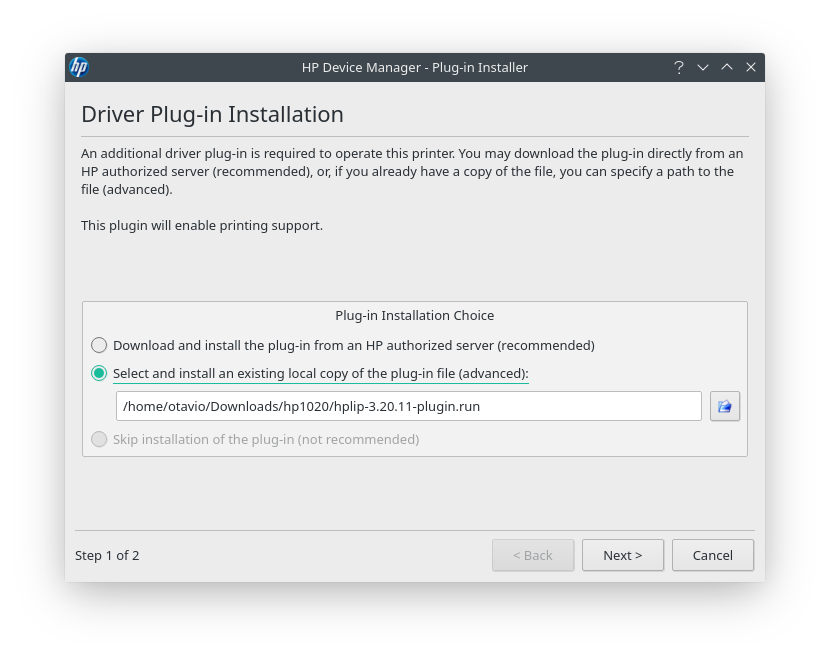 hp
HP Device Manager - Plug-in Installer
?
Driver Plug-in Installation
An additional driver plug-in is required to operate this printer. You may download the plug-in directly from an
HP authorized server (recommended), or, if you already have a copy of the file, you can specify a path to the
file (advanced).
This plugin will enable printing support.
Plug-in Installation Choice
Download and install the plug-in from an HP authorized server (recommended)
Select and install an existing local copy of the plug-in file (advanced):
/home/otavio/Downloads/hp1020/hplip-3.20.11-plugin.run
Skip installation of the plug-in (not recommended)
Step 1 of 2
< Back
Next >
Cancel